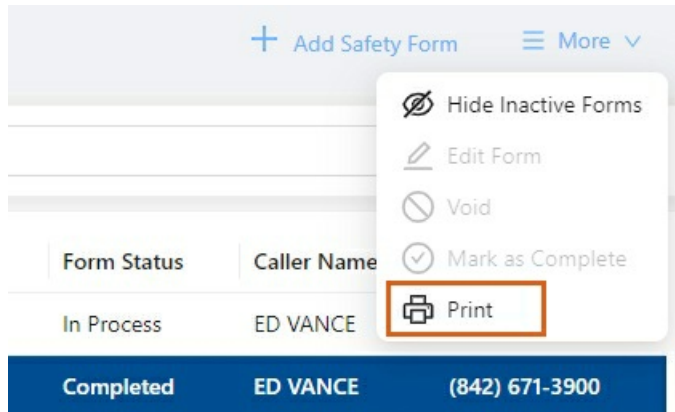 Add Safety Form More
Hide Inactive Forms
Edit Form
Void
Mark as Complete
Print
Form Status Caller Name
In Process ED VANCE
Completed ED VANCE (842) 671-3900